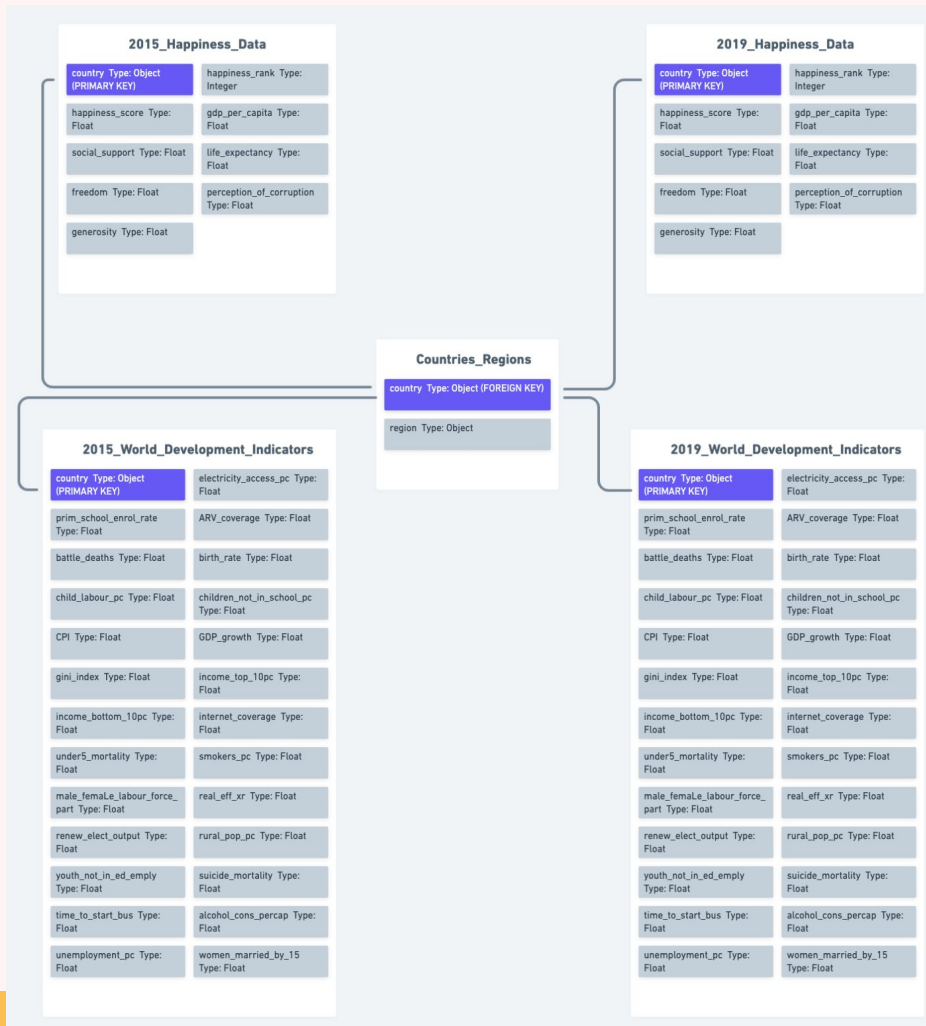 2015_Happiness_Data
country Type: Object
(PRIMARY KEY)
happiness_rank Type:
Integer
happiness_score Type:
Float
gdp_per_capita Type:
Float
social_support Type: Float
life_expectancy Type:
Float
freedom Type: Float
perception_of_corruption
Type: Float
generosity Type: Float
2019_Happiness_Data
country Type: Object
(PRIMARY KEY)
happiness_rank Type:
Integer
happiness_score Type:
Float
gdp_per_capita Type:
Float
social_support Type: Float
life_expectancy Type:
Float
freedom Type: Float
perception_of_corruption
Type: Float
generosity Type: Float
Countries_Regions
country Type: Object (FOREIGN KEY)
region Type: Object
2015_World_Development_Indicators
country Type: Object
(PRIMARY KEY)
electricity_access_pc Type:
Float
prim_school_enrol_rate
Type: Float
ARV_coverage Type: Float
battle_deaths Type: Float
birth_rate Type: Float
child_labour_pc Type: Float
children_not_in_school_pc
Type: Float
CPI Type: Float
GDP_growth Type: Float
gini_index Type: Float
income_top_10pc Type:
Float
income_bottom_10pc Type:
Float
internet_coverage Type:
Float
under5_mortality Type:
Float
smokers_pc Type: Float
male_femaLe_labour_force_
part Type: Float
real_eff_xr Type: Float
renew_elect_output Type:
Float
rural_pop_pc Type: Float
youth_not_in_ed_emply
Type: Float
suicide_mortality Type:
Float
time_to_start_bus Type:
Float
alcohol_cons_percap Type:
Float
unemployment_pc Type:
Float
women_married_by_15
Type: Float
2019_World_Development_Indicators
country Type: Object
(PRIMARY KEY)
electricity_access_pc Type:
Float
prim_school_enrol_rate
Type: Float
ARV_coverage Type: Float
battle_deaths Type: Float
birth_rate Type: Float
child_labour_pc Type: Float
children_not_in_school_pc
Type: Float
CPI Type: Float
GDP_growth Type: Float
gini_index Type: Float
income_top_10pc Type:
Float
income_bottom_10pc Type:
Float
internet_coverage Type:
Float
under5_mortality Type:
Float
smokers_pc Type: Float
male_femaLe_labour_force_
part Type: Float
real_eff_xr Type: Float
renew_elect_output Type:
Float
rural_pop_pc Type: Float
youth_not_in_ed_emply
Type: Float
suicide_mortality Type:
Float
time_to_start_bus Type:
Float
alcohol_cons_percap Type:
Float
unemployment_pc Type:
Float
women_married_by_15
Type: Float